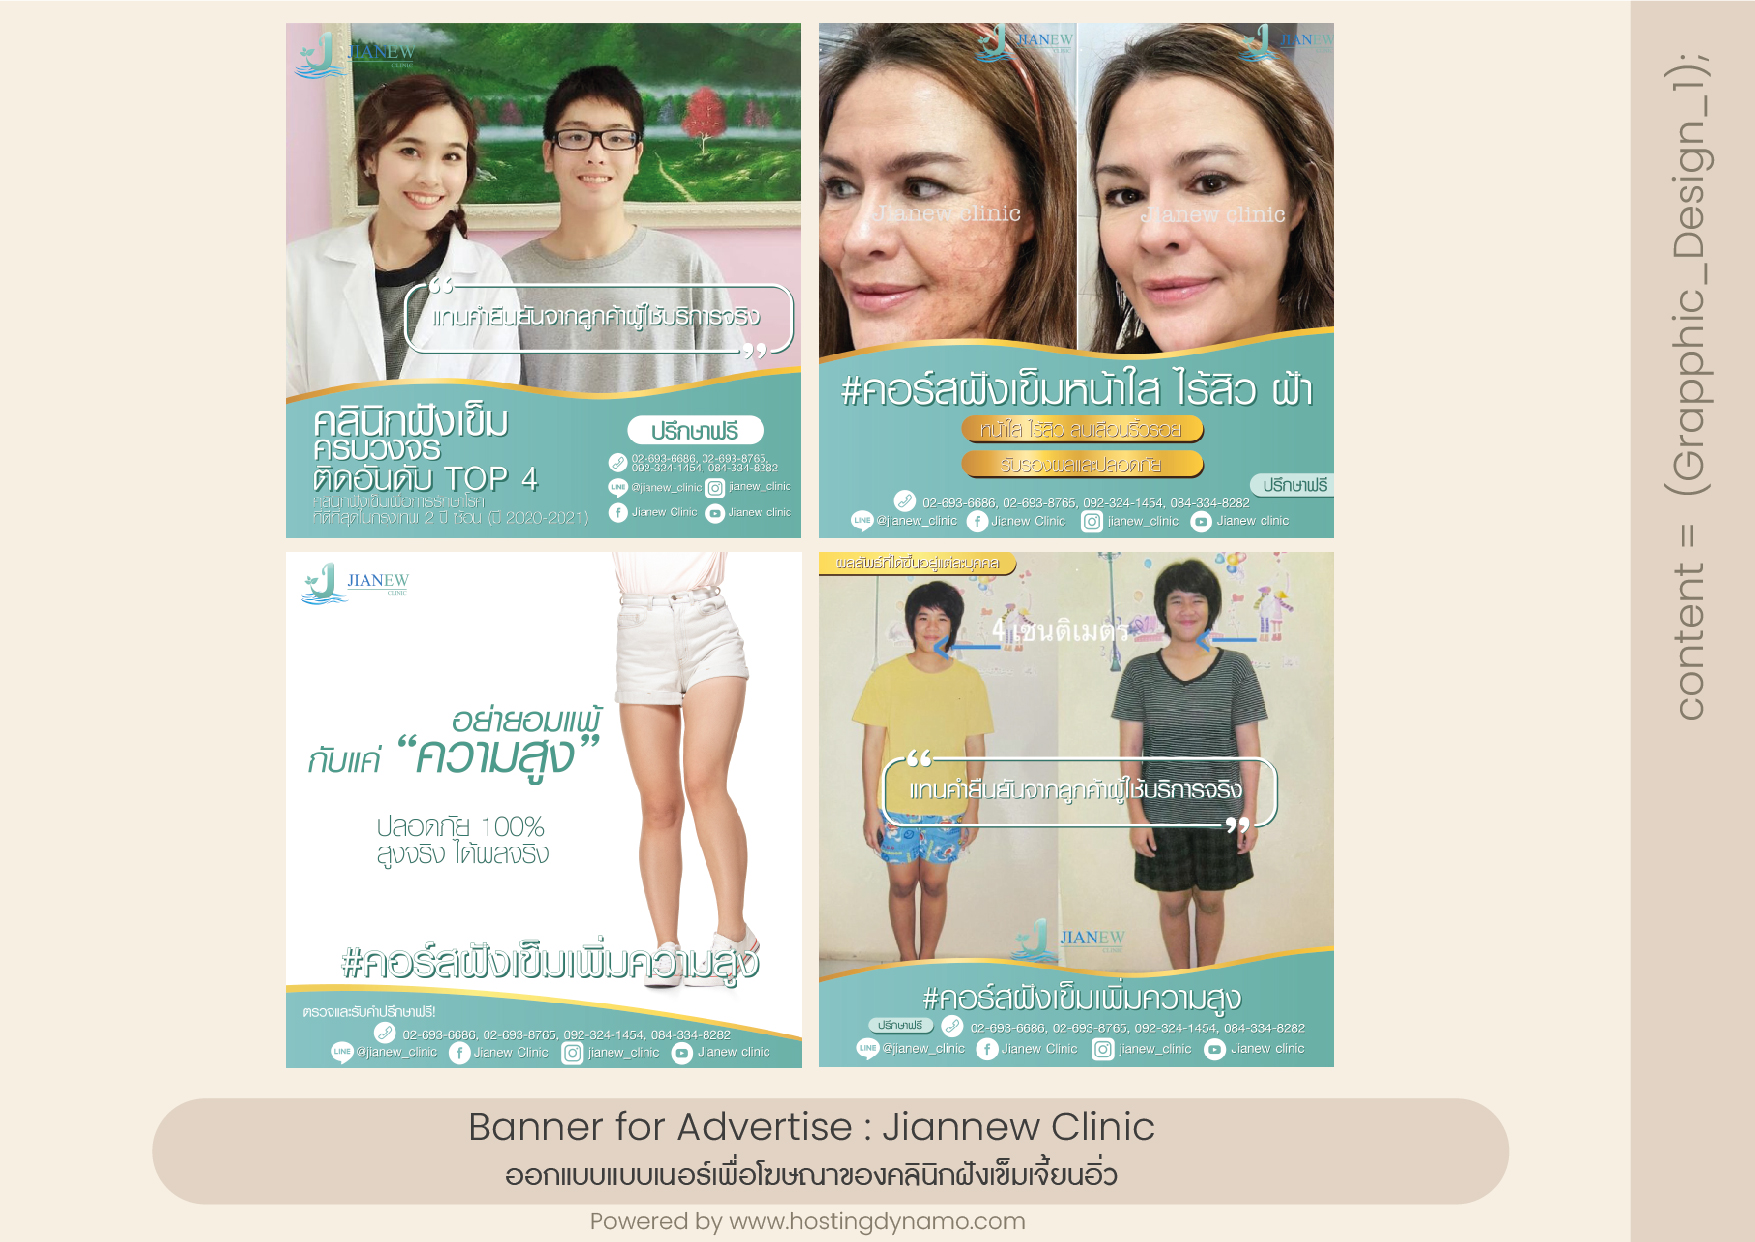 JIANEW
CLINIC
แทนคำยืนยันจากลูกค้าผู้ใช้บริการจริง
คลินิกฝังเข็ม
ครบวงจร
ติดอันดับ TOP 4
คลินิกฝังเข็มเพื่อการรักษาโรค
ที่ดีที่สุดในกรุงเทพ 2 ปี ซ้อน (ปี 2020-2021)
ปรึกษาฟรี
02-693-6686, 02-693-8765,
092-324-1454, 084-334-8282
LINE @jianew_clinic jianew_clinic
Jianew Clinic Jianew clinic
JIANEW
CLINIC
JIANEW
Jianew clinic
Jianew clinic
#คอร์สฝังเข็มหน้าใส ไร้สิว ฝ้า
หน้าใส ไร้สิว ลบเลือนริ้วรอย
รับรองผลและปลอดภัย
ปรึกษาฟรี
02-693-6686, 02-693-8765, 092-324-1454, 084-334-8282
LINE @jianew_clinic Jianew Clinic jianew_clinic Jianew clinic
JIANEW
CLINIC
อย่ายอมแพ้
กับแค่ “ความสูง”
ปลอดภัย 100%
สูงจริง ได้ผลจริง
#คอร์สฝังเข็มเพิ่มความสูง
ตรวจและรับคำปรึกษาฟรี!
02-693-6686, 02-693-8765, 092-324-1454, 084-334-8282
LINE @jianew_clinic Jianew Clinic jianew_clinic Jianew clinic
ผลลัพธ์ที่ได้ขึ้นอยู่แต่ละบุคคล
4 เซนติเมตร
แทนคำยืนยันจากลูกค้าผู้ใช้บริการจริง
JIANEW
CLINIC
#คอร์สฝังเข็มเพิ่มความสูง
ปรึกษาฟรี 02-693-6686, 02-693-8765, 092-324-1454, 084-334-8282
LINE @jianew_clinic Jianew Clinic jianew_clinic Jianew clinic
Banner for Advertise : Jiannew Clinic
ออกแบบแบบเนอร์เพื่อโฆษณาของคลินิกฝังเข็มเจี้ยนอิ่ว
Powered by www.hostingdynamo.com
content = (Grapphic_Design_1);